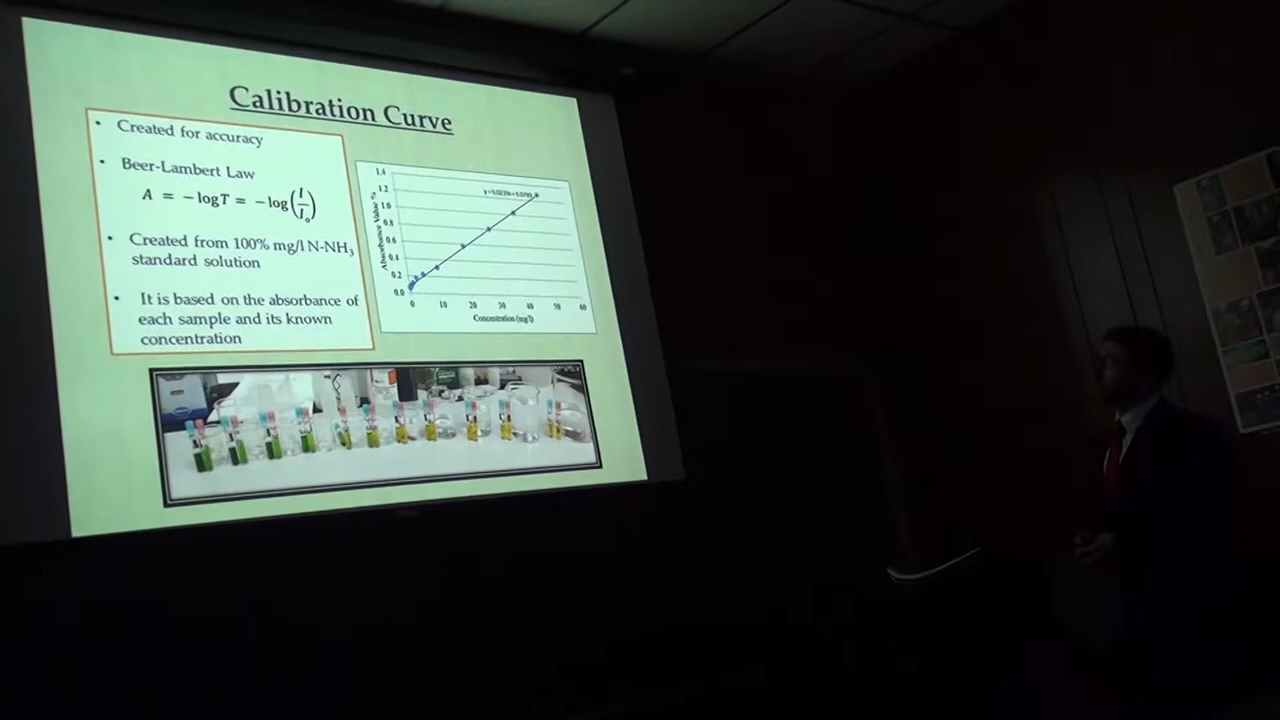 Calibration Curve
• Created for accuracy
• Beer-Lambert Law
A = −logT = −log(I/I₀)
• Created from 100% mg/l N-NH₃
standard solution
• It is based on the absorbance of
each sample and its known
concentration
Absorbance Value %
1.4
1.2
1.0
0.8
0.6
0.4
0.2
0.0
0 10 20 30 40 50 60
Concentration (mg/l)